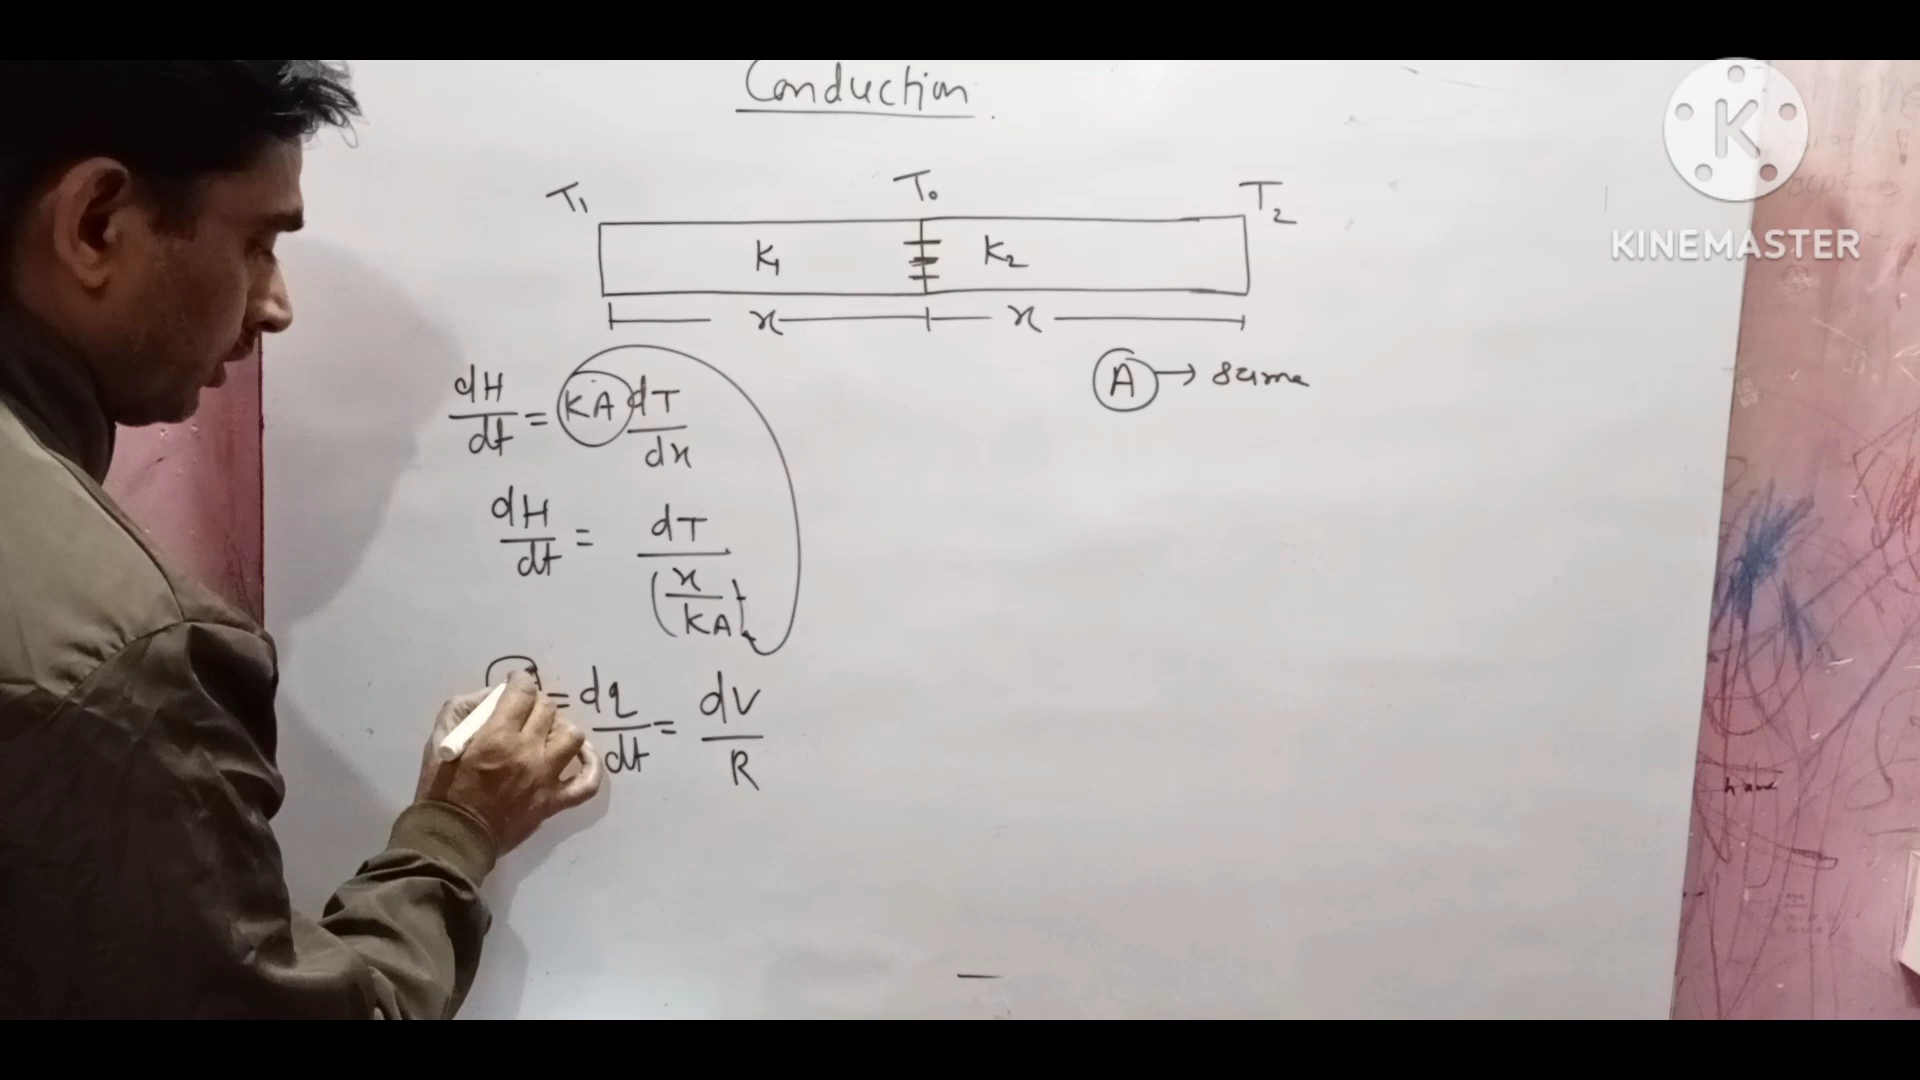 Conduction
T₁ T₀ T₂
K₁ K₂
x x
A → same
dH/dt = KA dT/dx
dH/dt = dT/(x/KA)
= dq/dt = dV/R
K
KINEMASTER